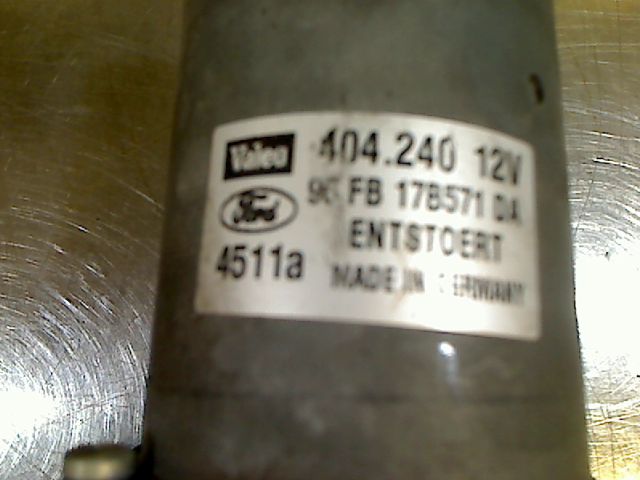 Valeo 404.240 12V
Ford FB 17B571 DA
ENTSTOERT
4511a MADE IN GERMANY